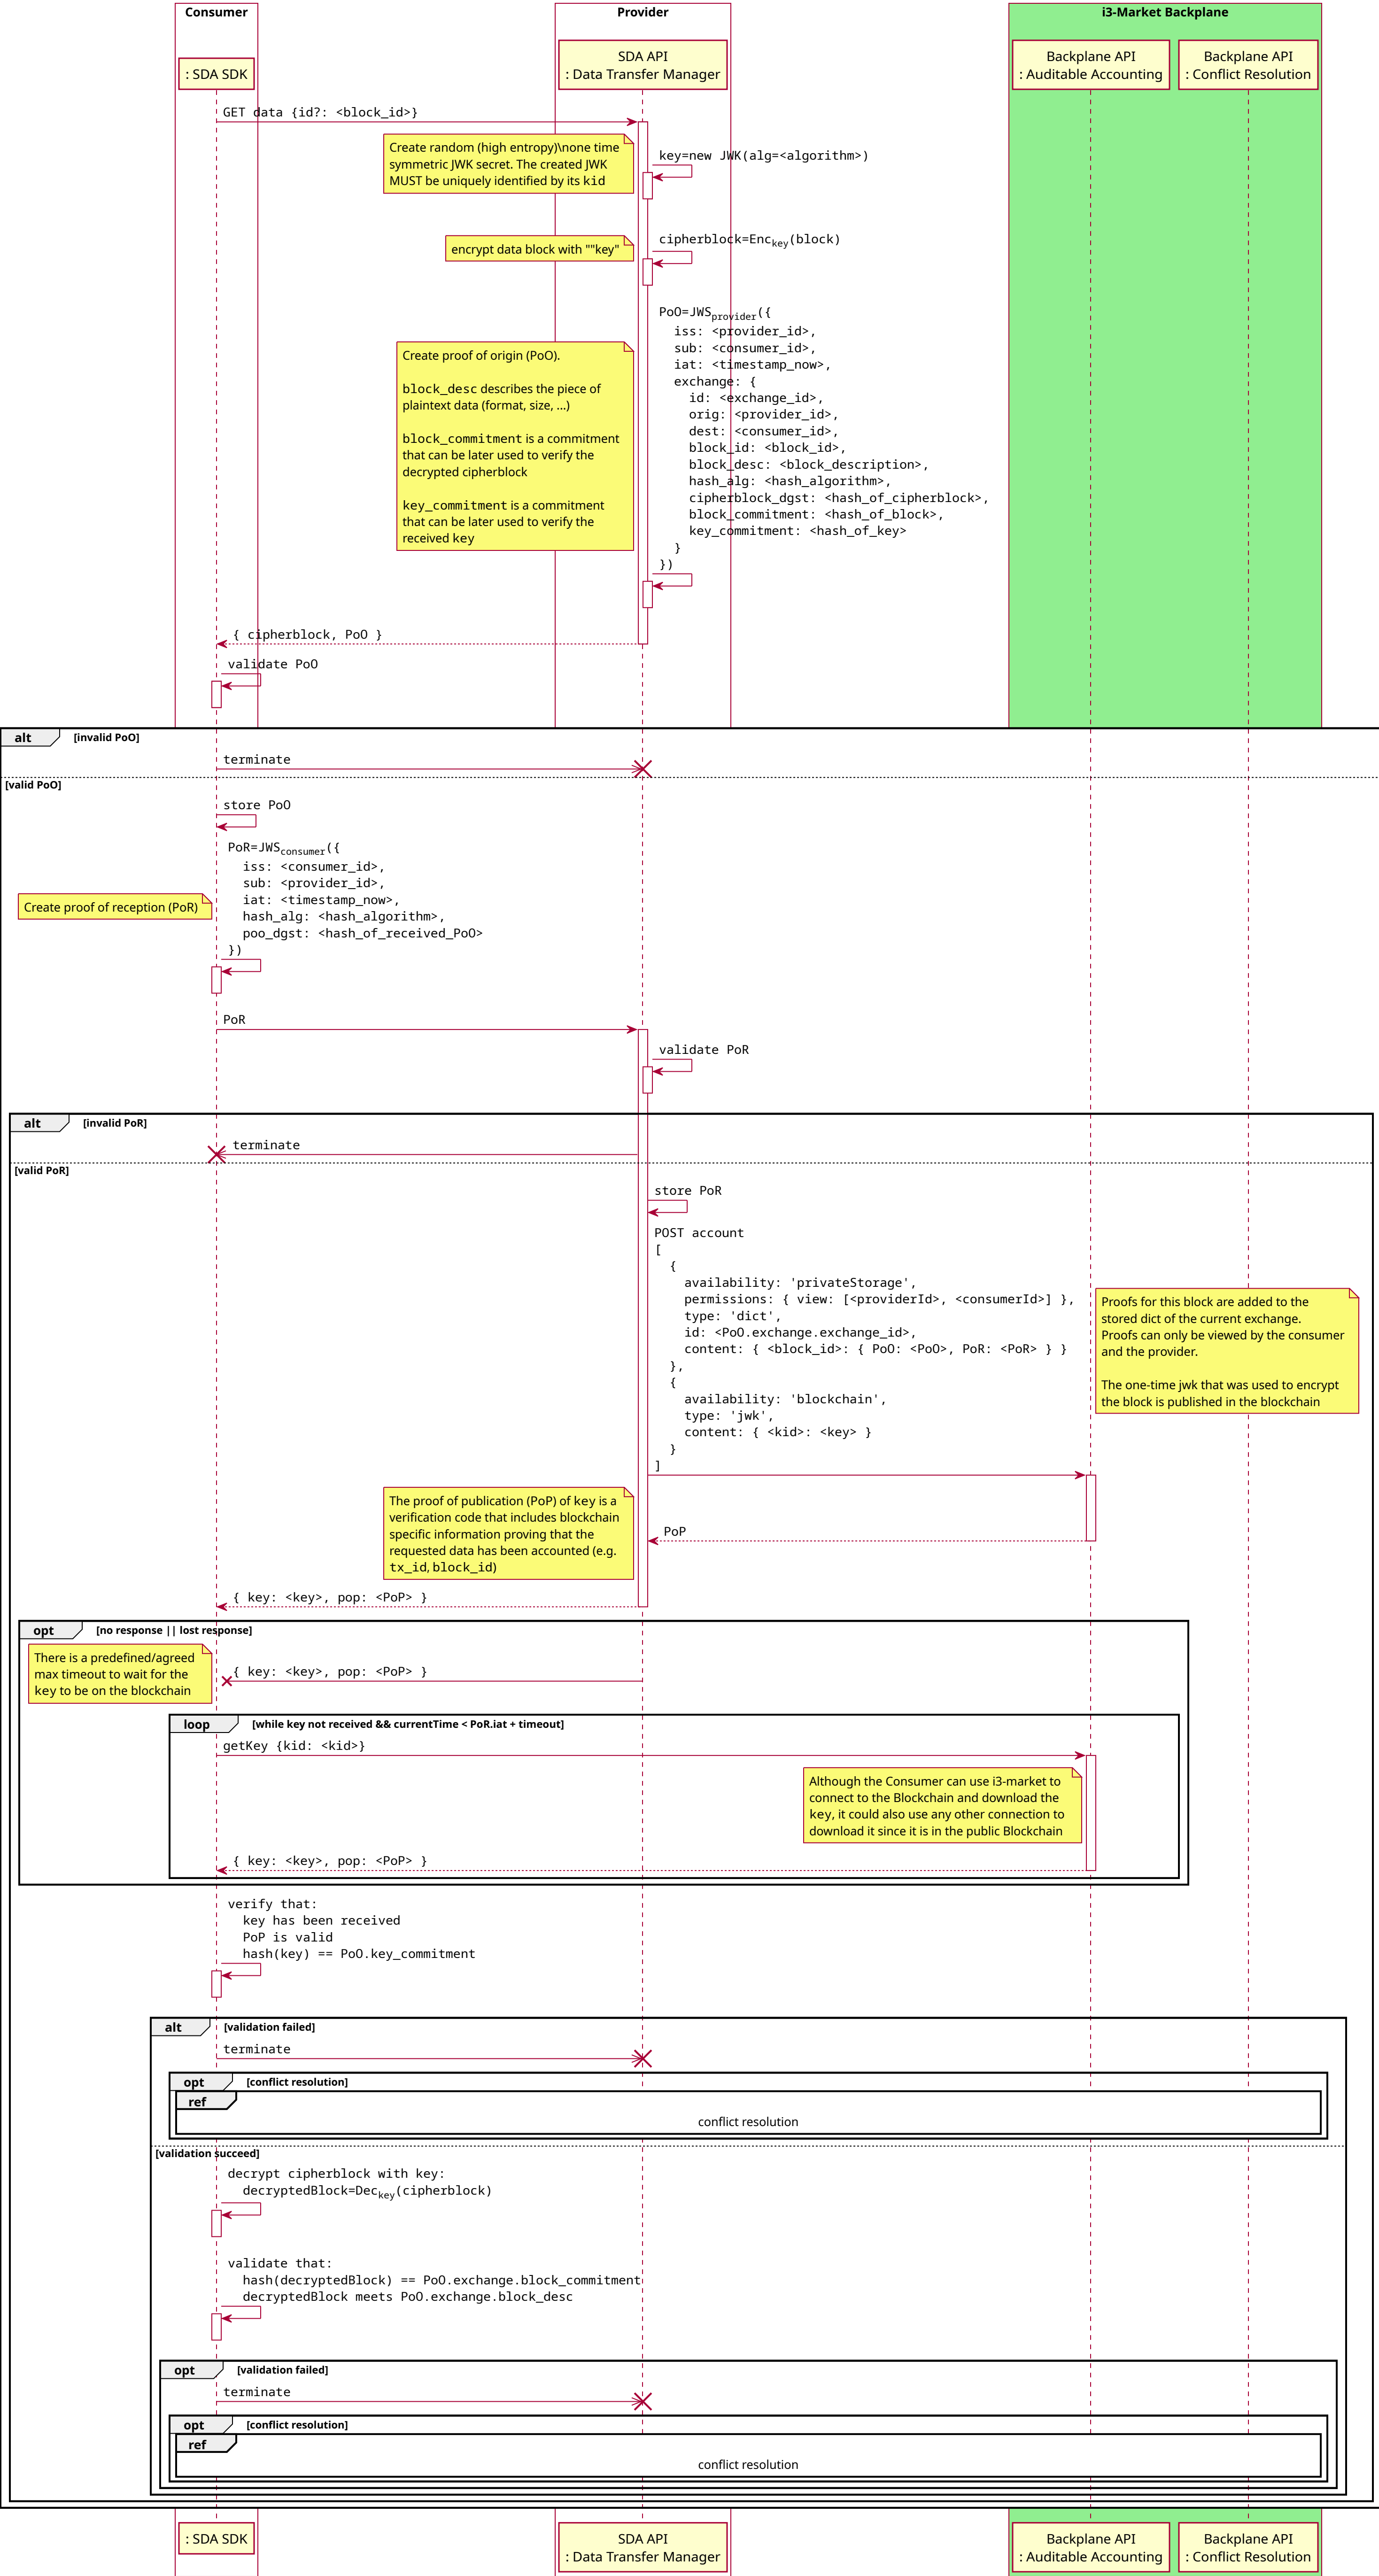 Consumer
Provider
i3-Market Backplane
: SDA SDK
SDA API
: Data Transfer Manager
Backplane API
: Auditable Accounting
Backplane API
: Conflict Resolution
GET data {id?: <block_id>}
Create random (high entropy)\none time
symmetric JWK secret. The created JWK
MUST be uniquely identified by its kid
key=new JWK(alg=<algorithm>)
encrypt data block with ""key"
cipherblock=Enckey(block)
Create proof of origin (PoO).
block_desc describes the piece of
plaintext data (format, size, ...)
block_commitment is a commitment
that can be later used to verify the
decrypted cipherblock
key_commitment is a commitment
that can be later used to verify the
received key
PoO=JWSprovider({
iss: <provider_id>,
sub: <consumer_id>,
iat: <timestamp_now>,
exchange: {
id: <exchange_id>,
orig: <provider_id>,
dest: <consumer_id>,
block_id: <block_id>,
block_desc: <block_description>,
hash_alg: <hash_algorithm>,
cipherblock_dgst: <hash_of_cipherblock>,
block_commitment: <hash_of_block>,
key_commitment: <hash_of_key>
}
})
{ cipherblock, PoO }
validate PoO
alt [invalid PoO]
terminate
[valid PoO]
store PoO
Create proof of reception (PoR)
PoR=JWSconsumer({
iss: <consumer_id>,
sub: <provider_id>,
iat: <timestamp_now>,
hash_alg: <hash_algorithm>,
poo_dgst: <hash_of_received_PoO>
})
PoR
validate PoR
alt [invalid PoR]
terminate
[valid PoR]
store PoR
POST account
[
{
availability: 'privateStorage',
permissions: { view: [<providerId>, <consumerId>] },
type: 'dict',
id: <PoO.exchange.exchange_id>,
content: { <block_id>: { PoO: <PoO>, PoR: <PoR> } }
},
{
availability: 'blockchain',
type: 'jwk',
content: { <kid>: <key> }
}
]
Proofs for this block are added to the
stored dict of the current exchange.
Proofs can only be viewed by the consumer
and the provider.
The one-time jwk that was used to encrypt
the block is published in the blockchain
The proof of publication (PoP) of key is a
verification code that includes blockchain
specific information proving that the
requested data has been accounted (e.g.
tx_id, block_id)
PoP
{ key: <key>, pop: <PoP> }
opt [no response || lost response]
There is a predefined/agreed
max timeout to wait for the
key to be on the blockchain
{ key: <key>, pop: <PoP> }
loop [while key not received && currentTime < PoR.iat + timeout]
getKey {kid: <kid>}
Although the Consumer can use i3-market to
connect to the Blockchain and download the
key, it could also use any other connection to
download it since it is in the public Blockchain
{ key: <key>, pop: <PoP> }
verify that:
key has been received
PoP is valid
hash(key) == PoO.key_commitment
alt [validation failed]
terminate
opt [conflict resolution]
ref
conflict resolution
[validation succeed]
decrypt cipherblock with key:
decryptedBlock=Deckey(cipherblock)
validate that:
hash(decryptedBlock) == PoO.exchange.block_commitment
decryptedBlock meets PoO.exchange.block_desc
opt [validation failed]
terminate
opt [conflict resolution]
ref
conflict resolution
: SDA SDK
SDA API
: Data Transfer Manager
Backplane API
: Auditable Accounting
Backplane API
: Conflict Resolution